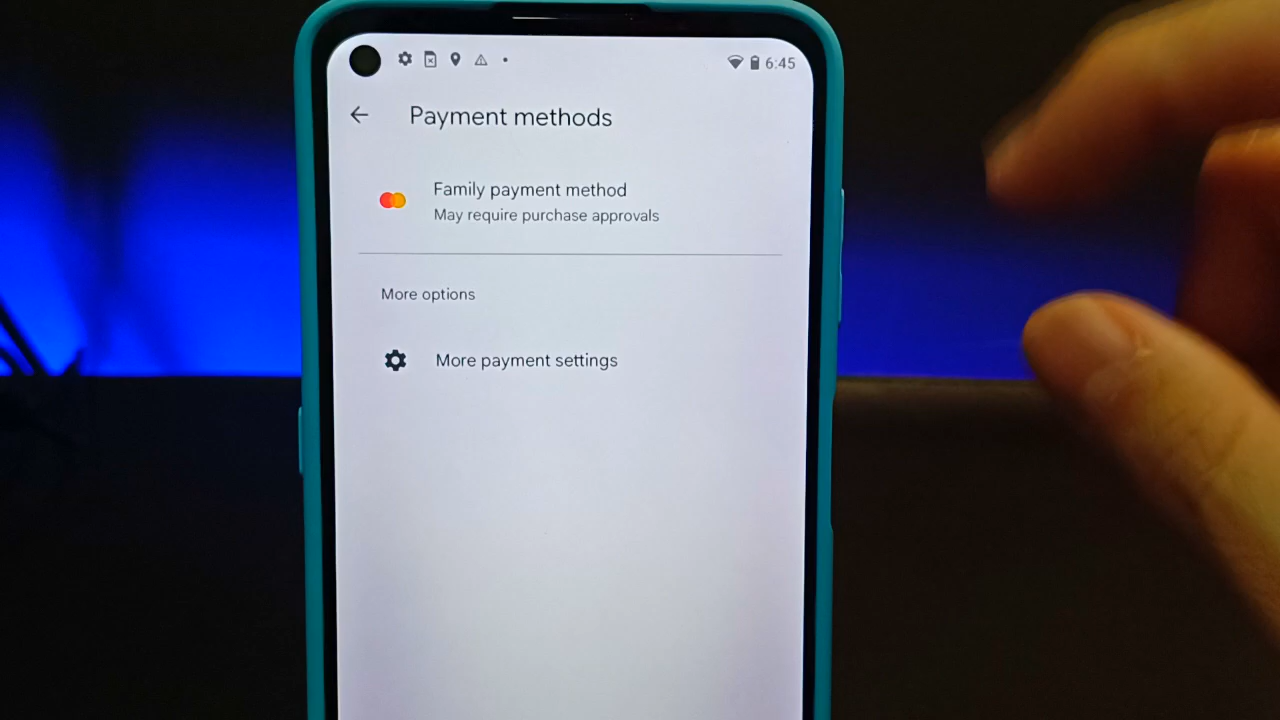 6:45
Payment methods
Family payment method
May require purchase approvals
More options
More payment settings